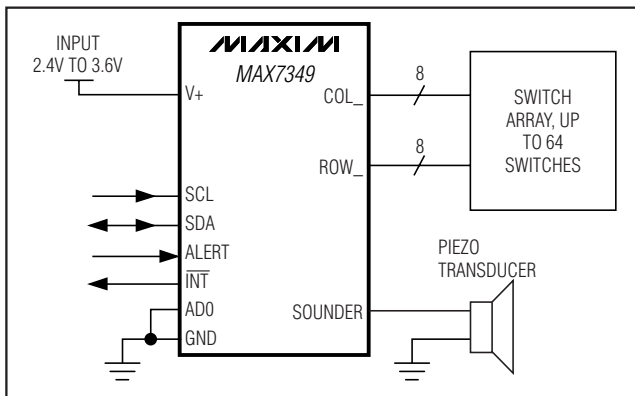 INPUT
2.4V TO 3.6V
MAXIM
MAX7349
V+
COL_
8
ROW_
8
SWITCH
ARRAY, UP
TO 64
SWITCHES
SCL
SDA
ALERT
INT
AD0
GND
SOUNDER
PIEZO
TRANSDUCER